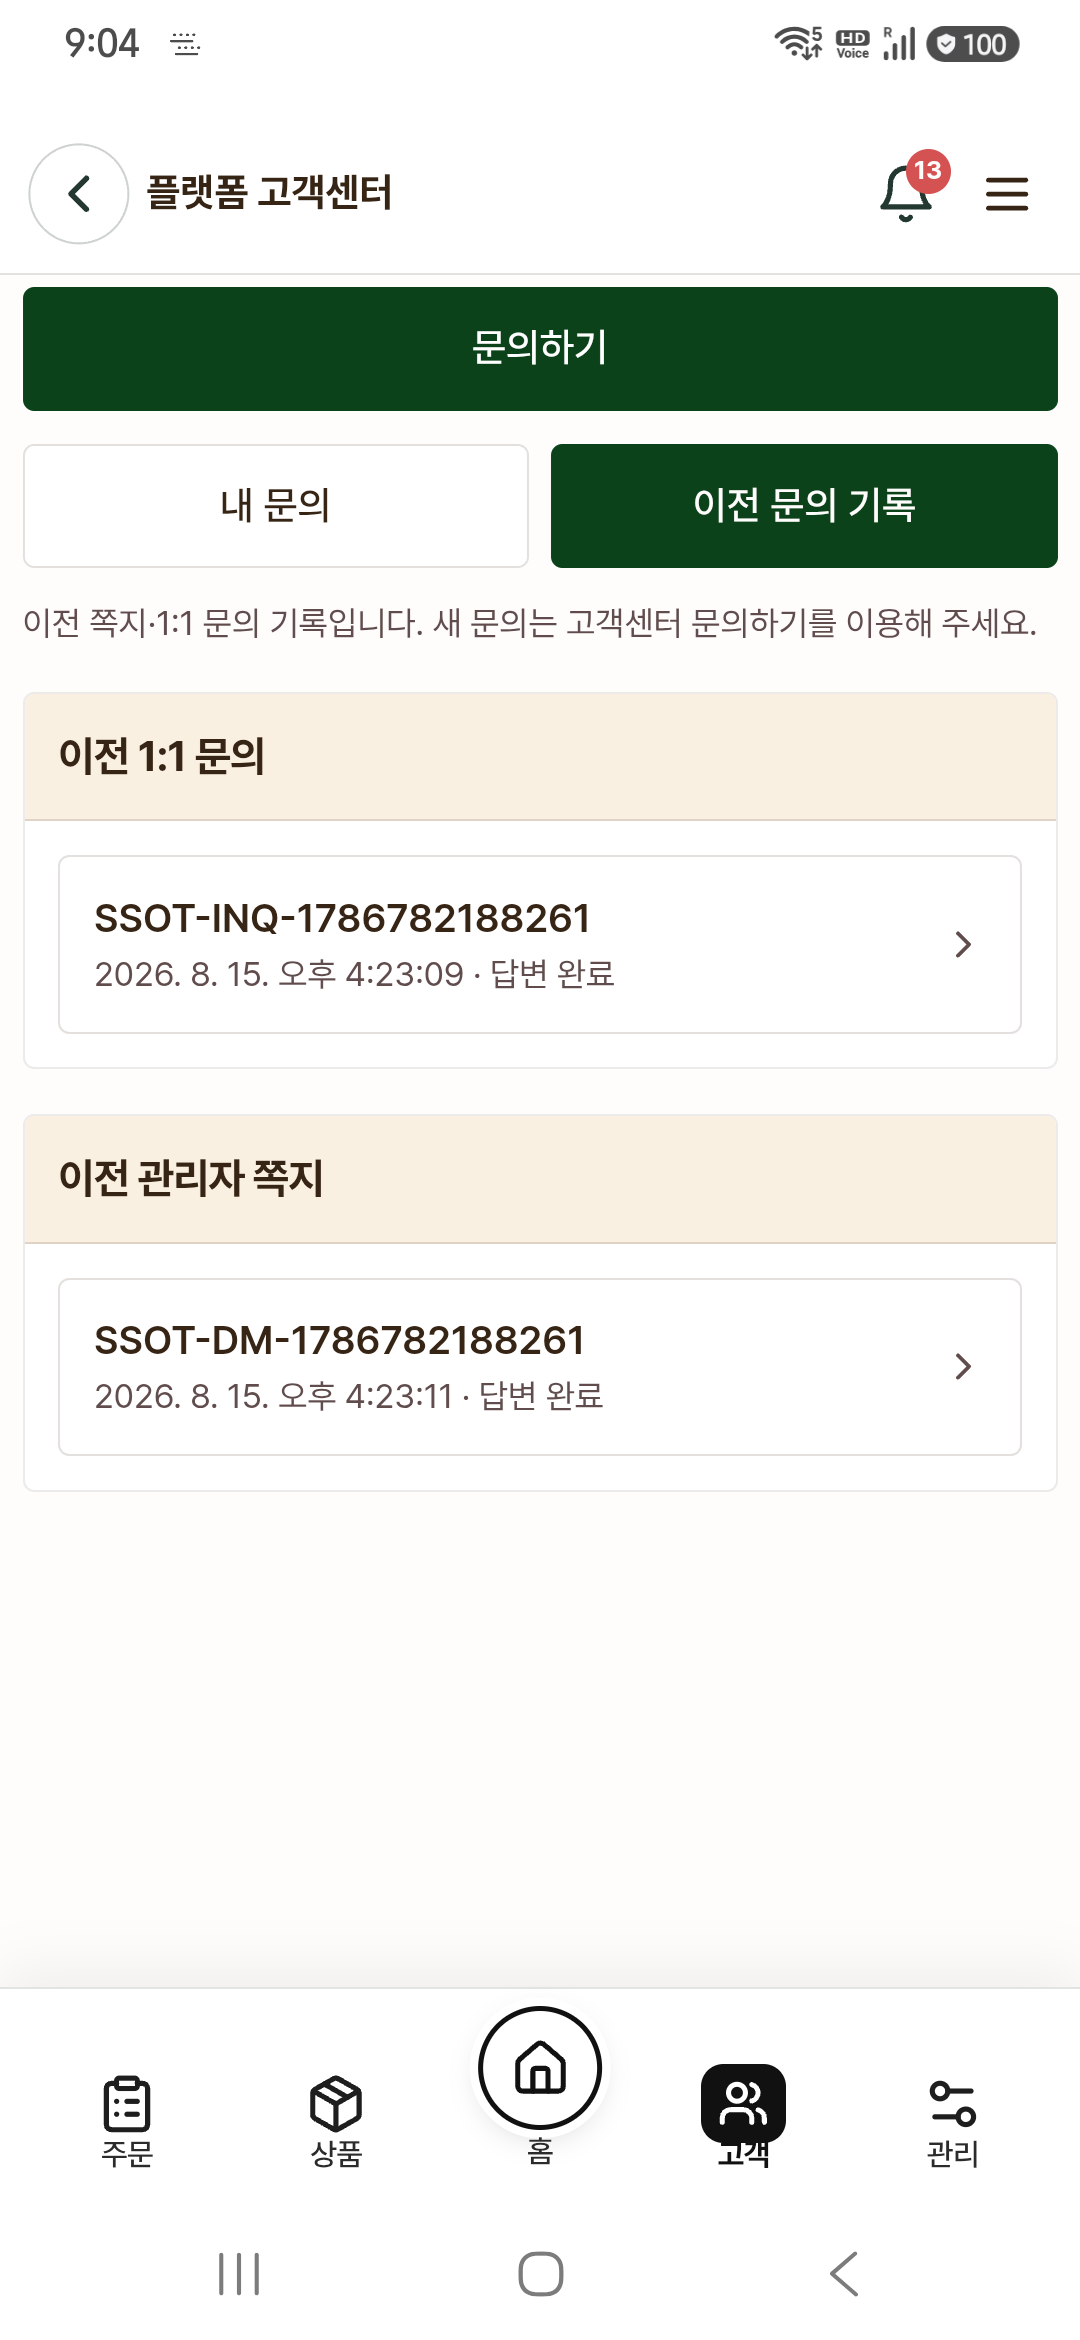 9:04
5
HD
Voice
R
100
플랫폼 고객센터
13
문의하기
내 문의
이전 문의 기록
이전 쪽지·1:1 문의 기록입니다. 새 문의는 고객센터 문의하기를 이용해 주세요.
이전 1:1 문의
SSOT-INQ-1786782188261
2026. 8. 15. 오후 4:23:09 · 답변 완료
이전 관리자 쪽지
SSOT-DM-1786782188261
2026. 8. 15. 오후 4:23:11 · 답변 완료
주문
상품
홈
고객
관리